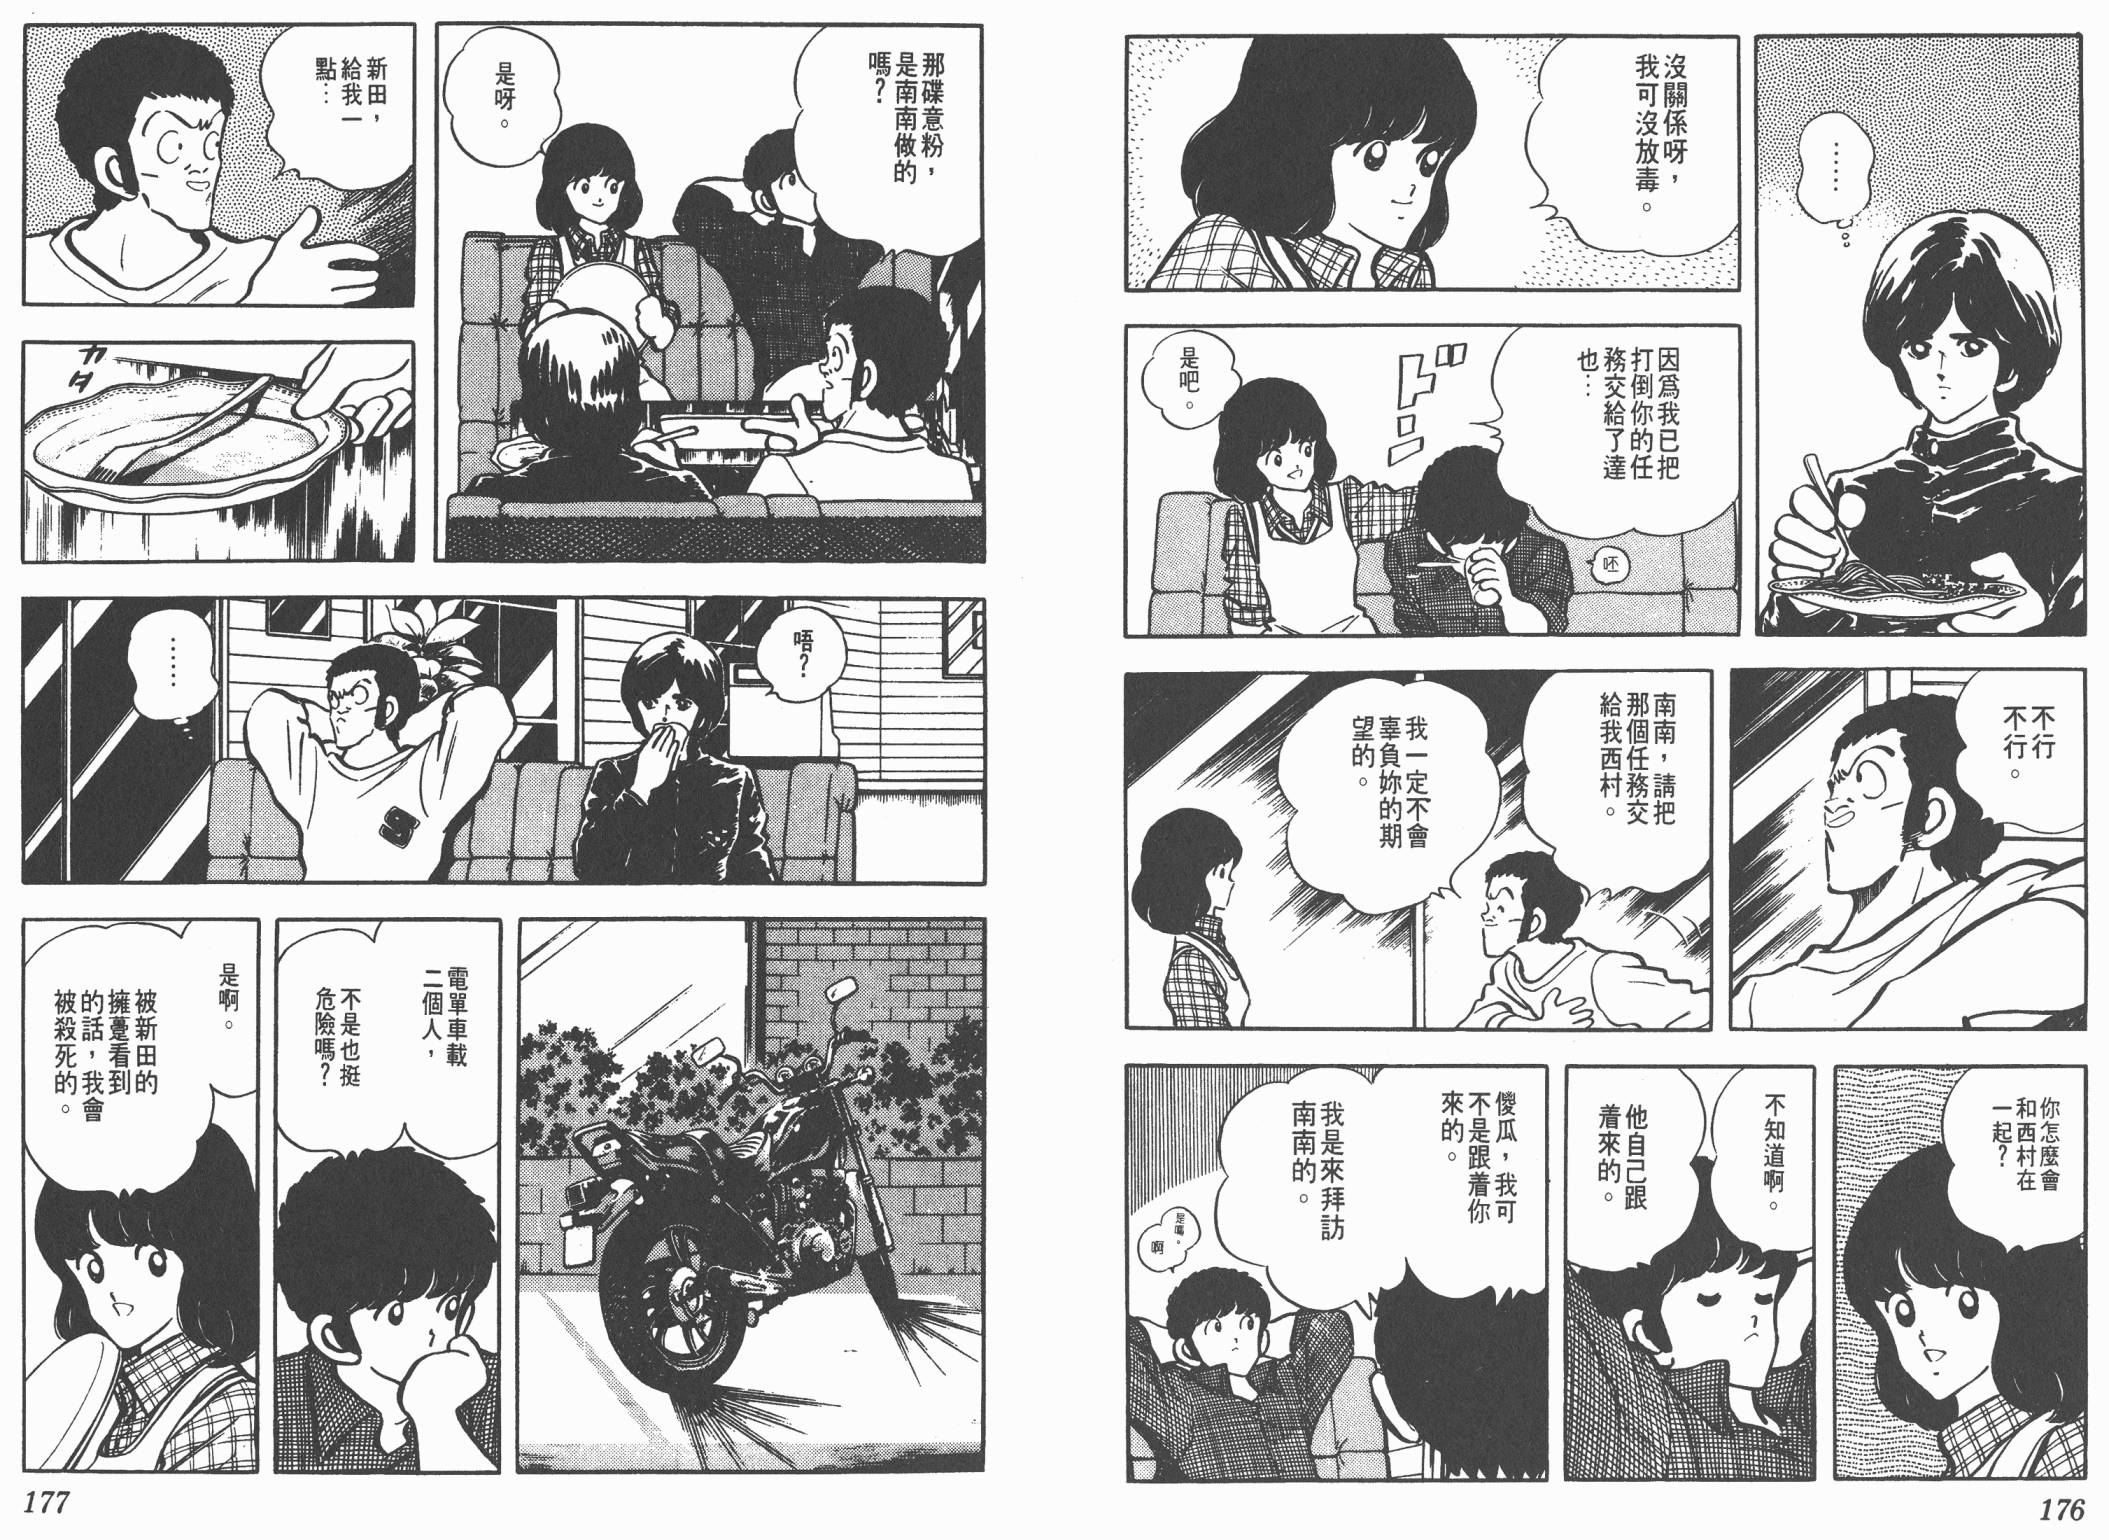 ……
沒關係呀，
我可沒放毒。
因爲我已把
打倒你的任
務交給了達
也…
ド：
是吧。
呸
不行
不行。
南南，請把
那個任務交
給我西村。
我一定不會
辜負妳的期
望的。
你怎麼會
和西村在
一起？
不知道啊。
他自己跟
着來的。
傻瓜，我可
不是跟着你
來的。
我是來拜訪
南南的。
是嗎。
啊
176
那碟意粉，
是南南做的
嗎？
是呀。
新田，
給我一
點…
カタ
唔？
……
電單車載
二個人，
不是也挺
危險嗎？
是啊。
被新田的
擁躉看到
的話，我會
被殺死的。
177